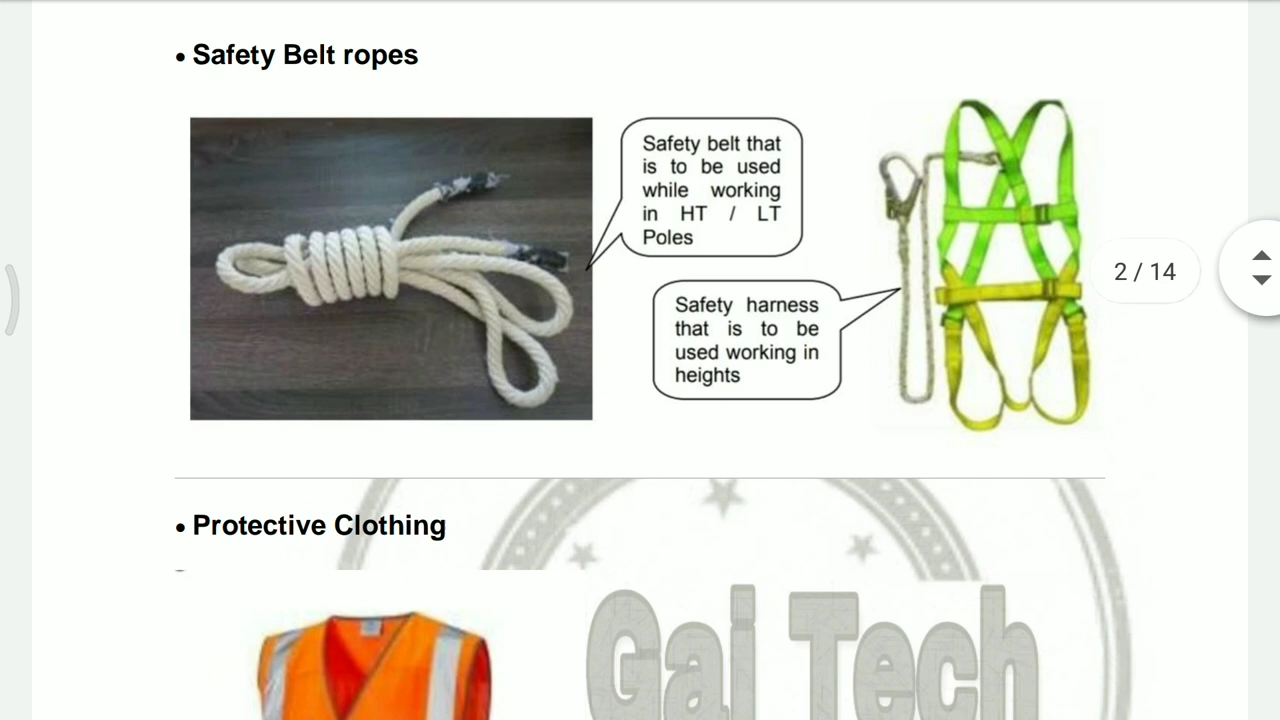 • Safety Belt ropes
Safety belt that
is to be used
while working
in HT / LT
Poles
Safety harness
that is to be
used working in
heights
2 / 14
• Protective Clothing
Gai Tech